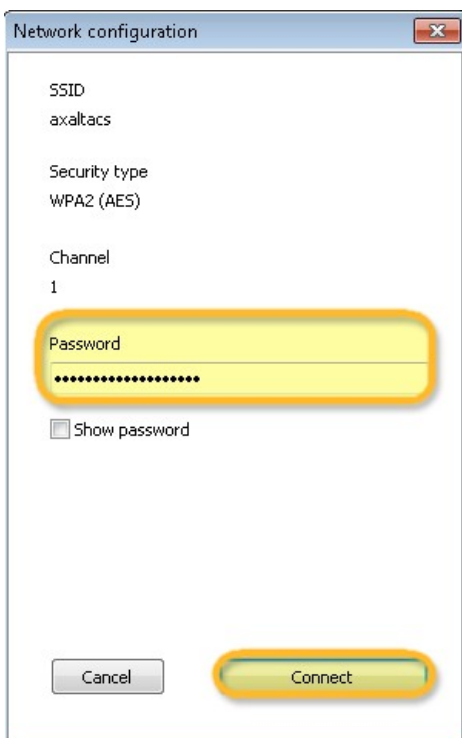 Network configuration
SSID
axaltacs
Security type
WPA2 (AES)
Channel
1
Password
•••••••••••••••••••
Show password
Cancel
Connect